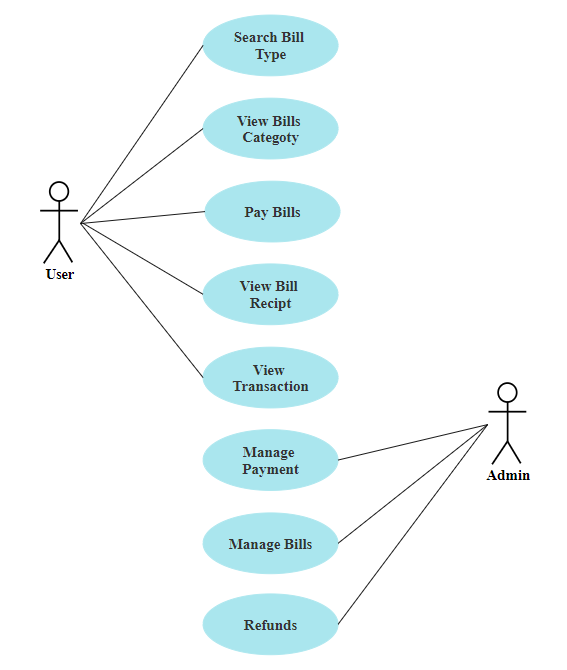 Search Bill
Type
View Bills
Categoty
Pay Bills
User
View Bill
Recipt
View
Transaction
Manage
Payment
Admin
Manage Bills
Refunds